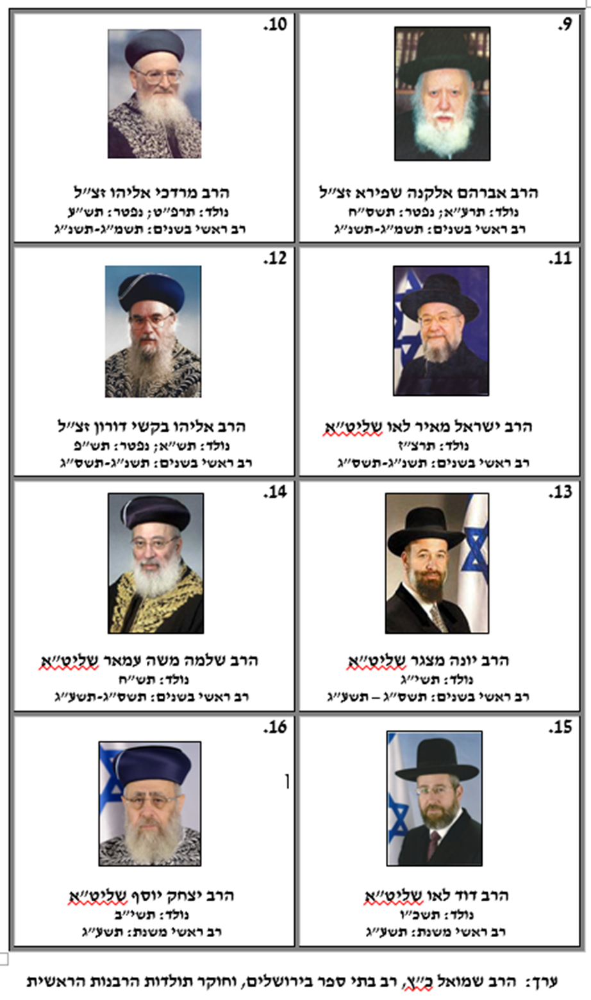 9.
הרב אברהם אלקנה שפירא זצ"ל
נולד: תרע"א; נפטר: תשס"ח
רב ראשי בשנים: תשמ"ג-תשנ"ג
10.
הרב מרדכי אליהו זצ"ל
נולד: תרפ"ט; נפטר: תש"ע
רב ראשי בשנים: תשמ"ג-תשנ"ג
11.
הרב ישראל מאיר לאו שליט"א
נולד: תרצ"ז
רב ראשי בשנים: תשנ"ג-תשס"ג
12.
הרב אליהו בקשי דורון זצ"ל
נולד: תש"א; נפטר: תש"פ
רב ראשי בשנים: תשנ"ג-תשס"ג
13.
הרב יונה מצגר שליט"א
נולד: תשי"ג
רב ראשי בשנים: תשס"ג – תשע"ג
14.
הרב שלמה משה עמאר שליט"א
נולד: תש"ח
רב ראשי בשנים: תשס"ג-תשע"ג
15.
הרב דוד לאו שליט"א
נולד: תשכ"ו
רב ראשי משנת: תשע"ג
16.
ו
הרב יצחק יוסף שליט"א
נולד: תשי"ב
רב ראשי משנת: תשע"ג
ערך: הרב שמואל כ"ץ, רב בתי ספר בירושלים, וחוקר תולדות הרבנות הראשית